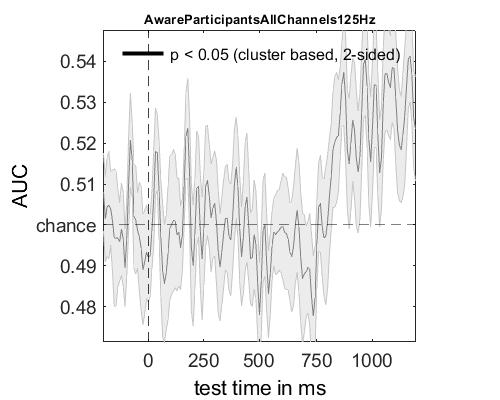 AwareParticipantsAllChannels125Hz
p < 0.05 (cluster based, 2-sided)
0.54
0.53
0.52
0.51
chance
0.49
0.48
AUC
0 250 500 750 1000
test time in ms